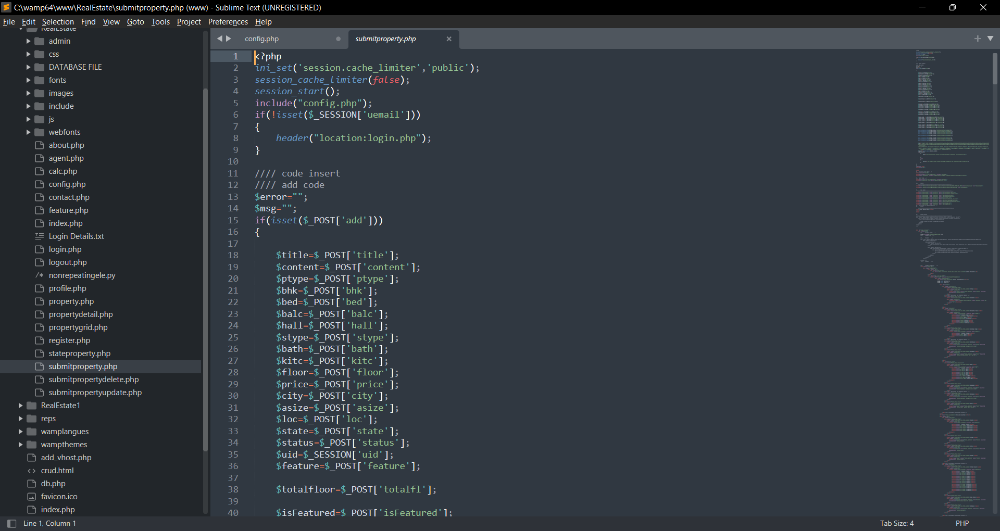 C:\wamp64\www\RealEstate\submitproperty.php (www) - Sublime Text (UNREGISTERED)
File Edit Selection Find View Goto Tools Project Preferences Help
RealEstate
admin
css
DATABASE FILE
fonts
images
include
js
webfonts
about.php
agent.php
calc.php
config.php
contact.php
feature.php
index.php
Login Details.txt
login.php
logout.php
/* nonrepeatingele.py
profile.php
property.php
propertydetail.php
propertygrid.php
register.php
stateproperty.php
submitproperty.php
submitpropertydelete.php
submitpropertyupdate.php
RealEstate1
reps
wamplangues
wampthemes
add_vhost.php
<> crud.html
db.php
favicon.ico
index.php
config.php
submitproperty.php
1 <?php
2 ini_set('session.cache_limiter','public');
3 session_cache_limiter(false);
4 session_start();
5 include("config.php");
6 if(!isset($_SESSION['uemail']))
7 {
8 header("location:login.php");
9 }
10
11 //// code insert
12 //// add code
13 $error="";
14 $msg="";
15 if(isset($_POST['add']))
16 {
17
18 $title=$_POST['title'];
19 $content=$_POST['content'];
20 $ptype=$_POST['ptype'];
21 $bhk=$_POST['bhk'];
22 $bed=$_POST['bed'];
23 $balc=$_POST['balc'];
24 $hall=$_POST['hall'];
25 $stype=$_POST['stype'];
26 $bath=$_POST['bath'];
27 $kitc=$_POST['kitc'];
28 $floor=$_POST['floor'];
29 $price=$_POST['price'];
30 $city=$_POST['city'];
31 $asize=$_POST['asize'];
32 $loc=$_POST['loc'];
33 $state=$_POST['state'];
34 $status=$_POST['status'];
35 $uid=$_SESSION['uid'];
36 $feature=$_POST['feature'];
37
38 $totalfloor=$_POST['totalfl'];
39
40 $isFeatured=$_POST['isFeatured'];
Line 1, Column 1
Tab Size: 4
PHP